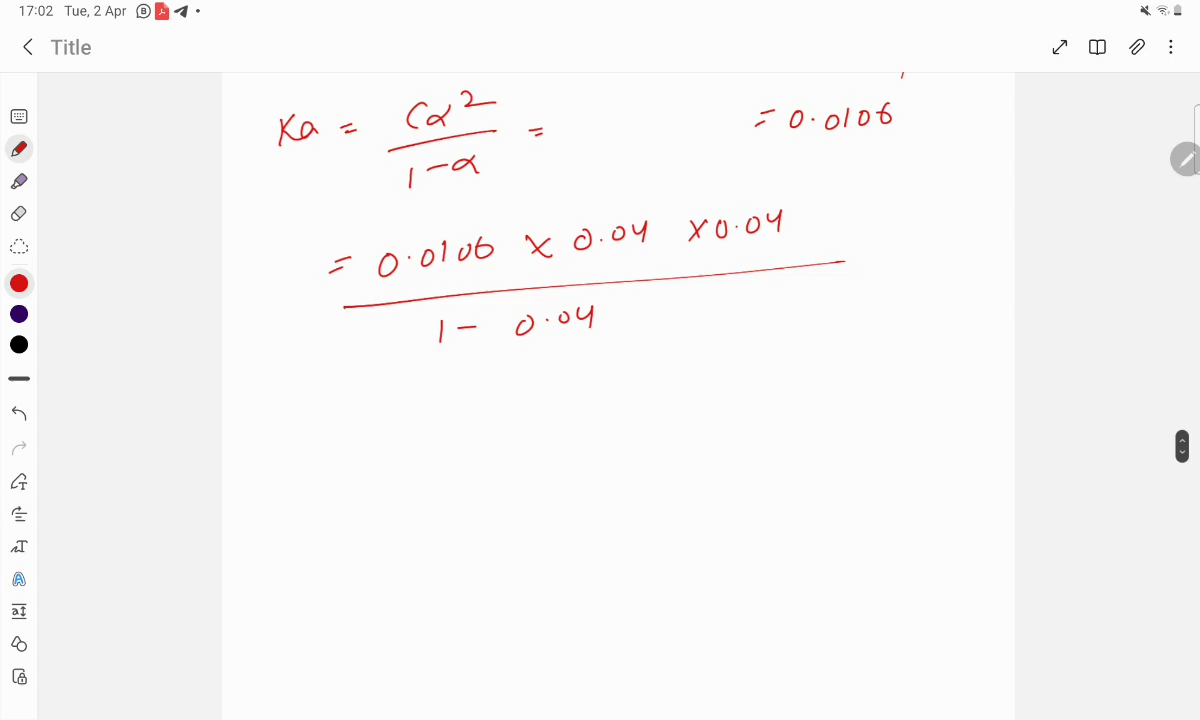 17:02 Tue, 2 Apr
Title
Ka = Cα² / 1-α =
= 0.0106
= 0.0106 × 0.04 × 0.04
1 - 0.04